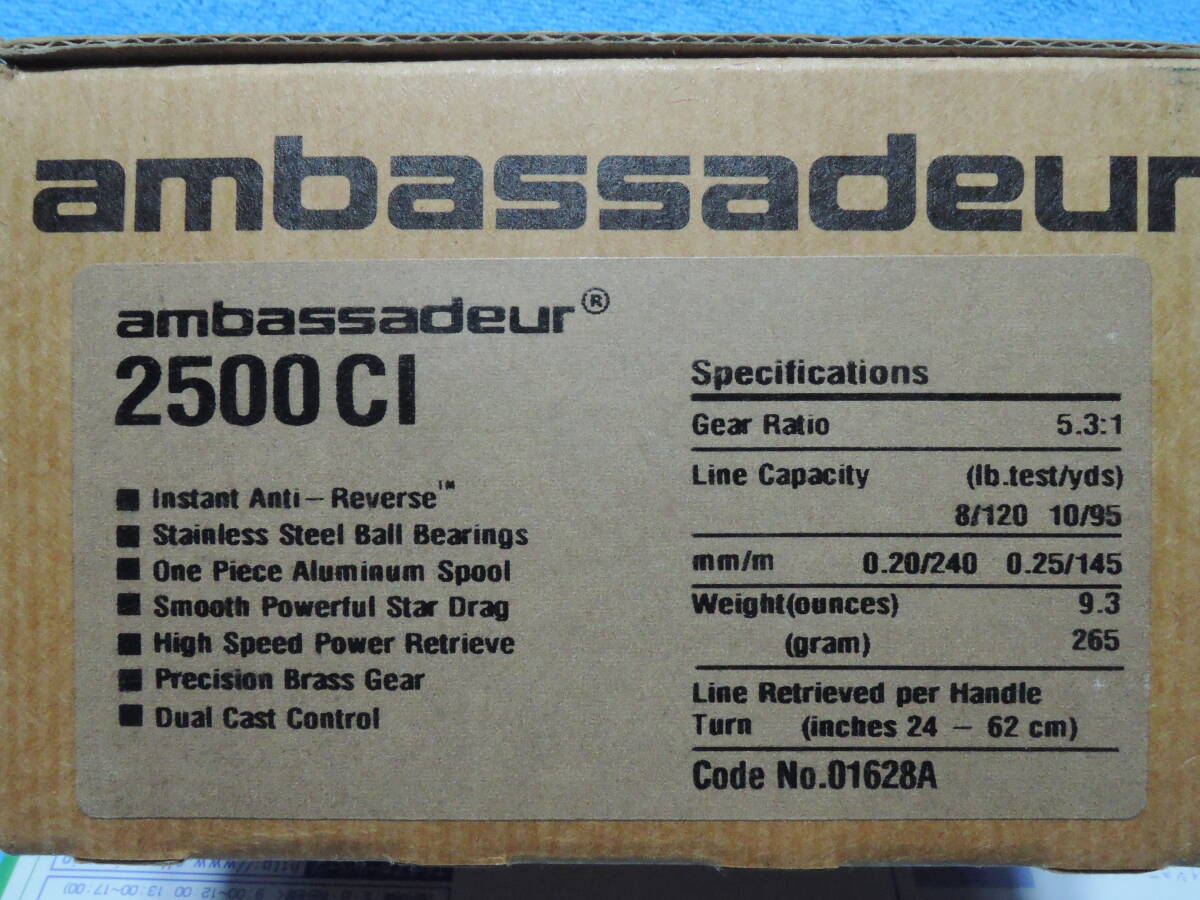 ambassadeur
ambassadeur®
2500 CI
■ Instant Anti – Reverse™
■ Stainless Steel Ball Bearings
■ One Piece Aluminum Spool
■ Smooth Powerful Star Drag
■ High Speed Power Retrieve
■ Precision Brass Gear
■ Dual Cast Control
Specifications
Gear Ratio 5.3:1
Line Capacity (lb.test/yds)
8/120 10/95
mm/m 0.20/240 0.25/145
Weight(ounces) 9.3
(gram) 265
Line Retrieved per Handle
Turn (inches 24 – 62 cm)
Code No.01628A